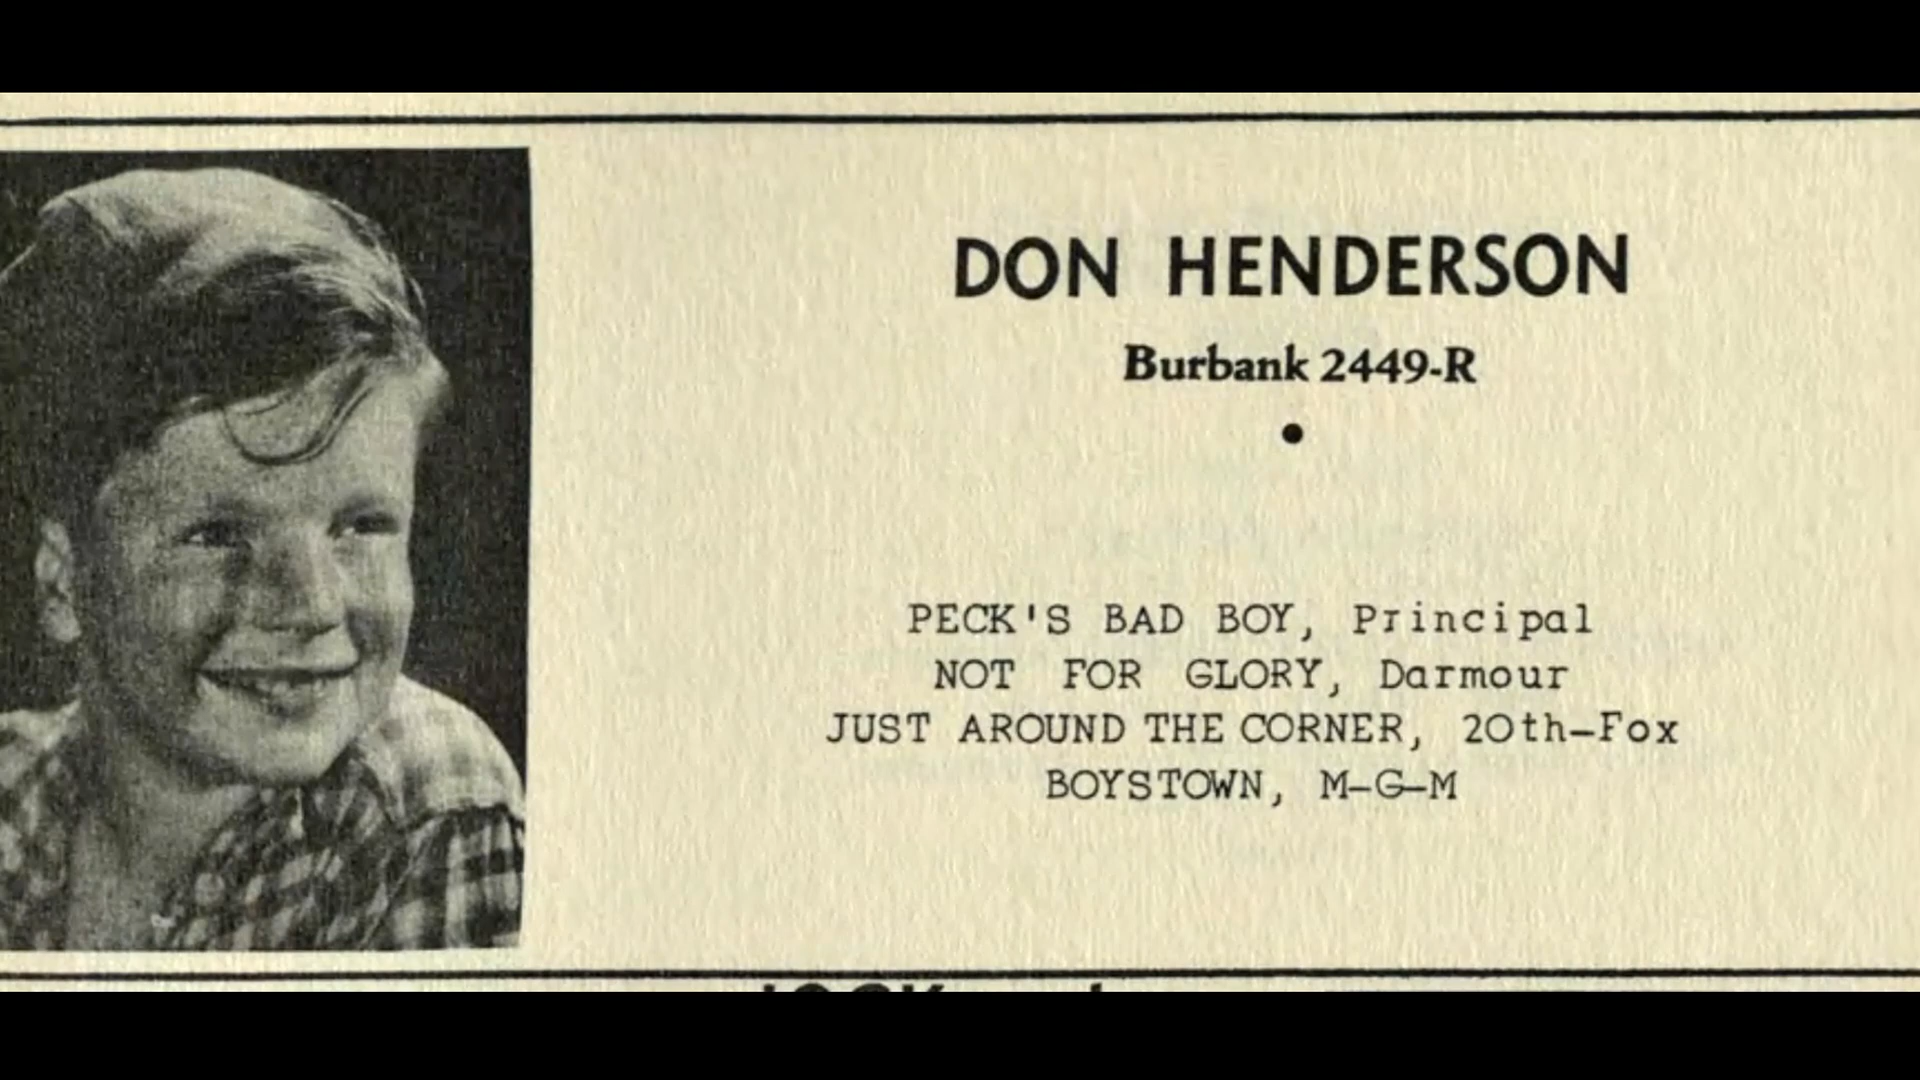 DON HENDERSON
Burbank 2449-R
PECK'S BAD BOY, Principal
NOT FOR GLORY, Darmour
JUST AROUND THE CORNER, 20th-Fox
BOYSTOWN, M-G-M